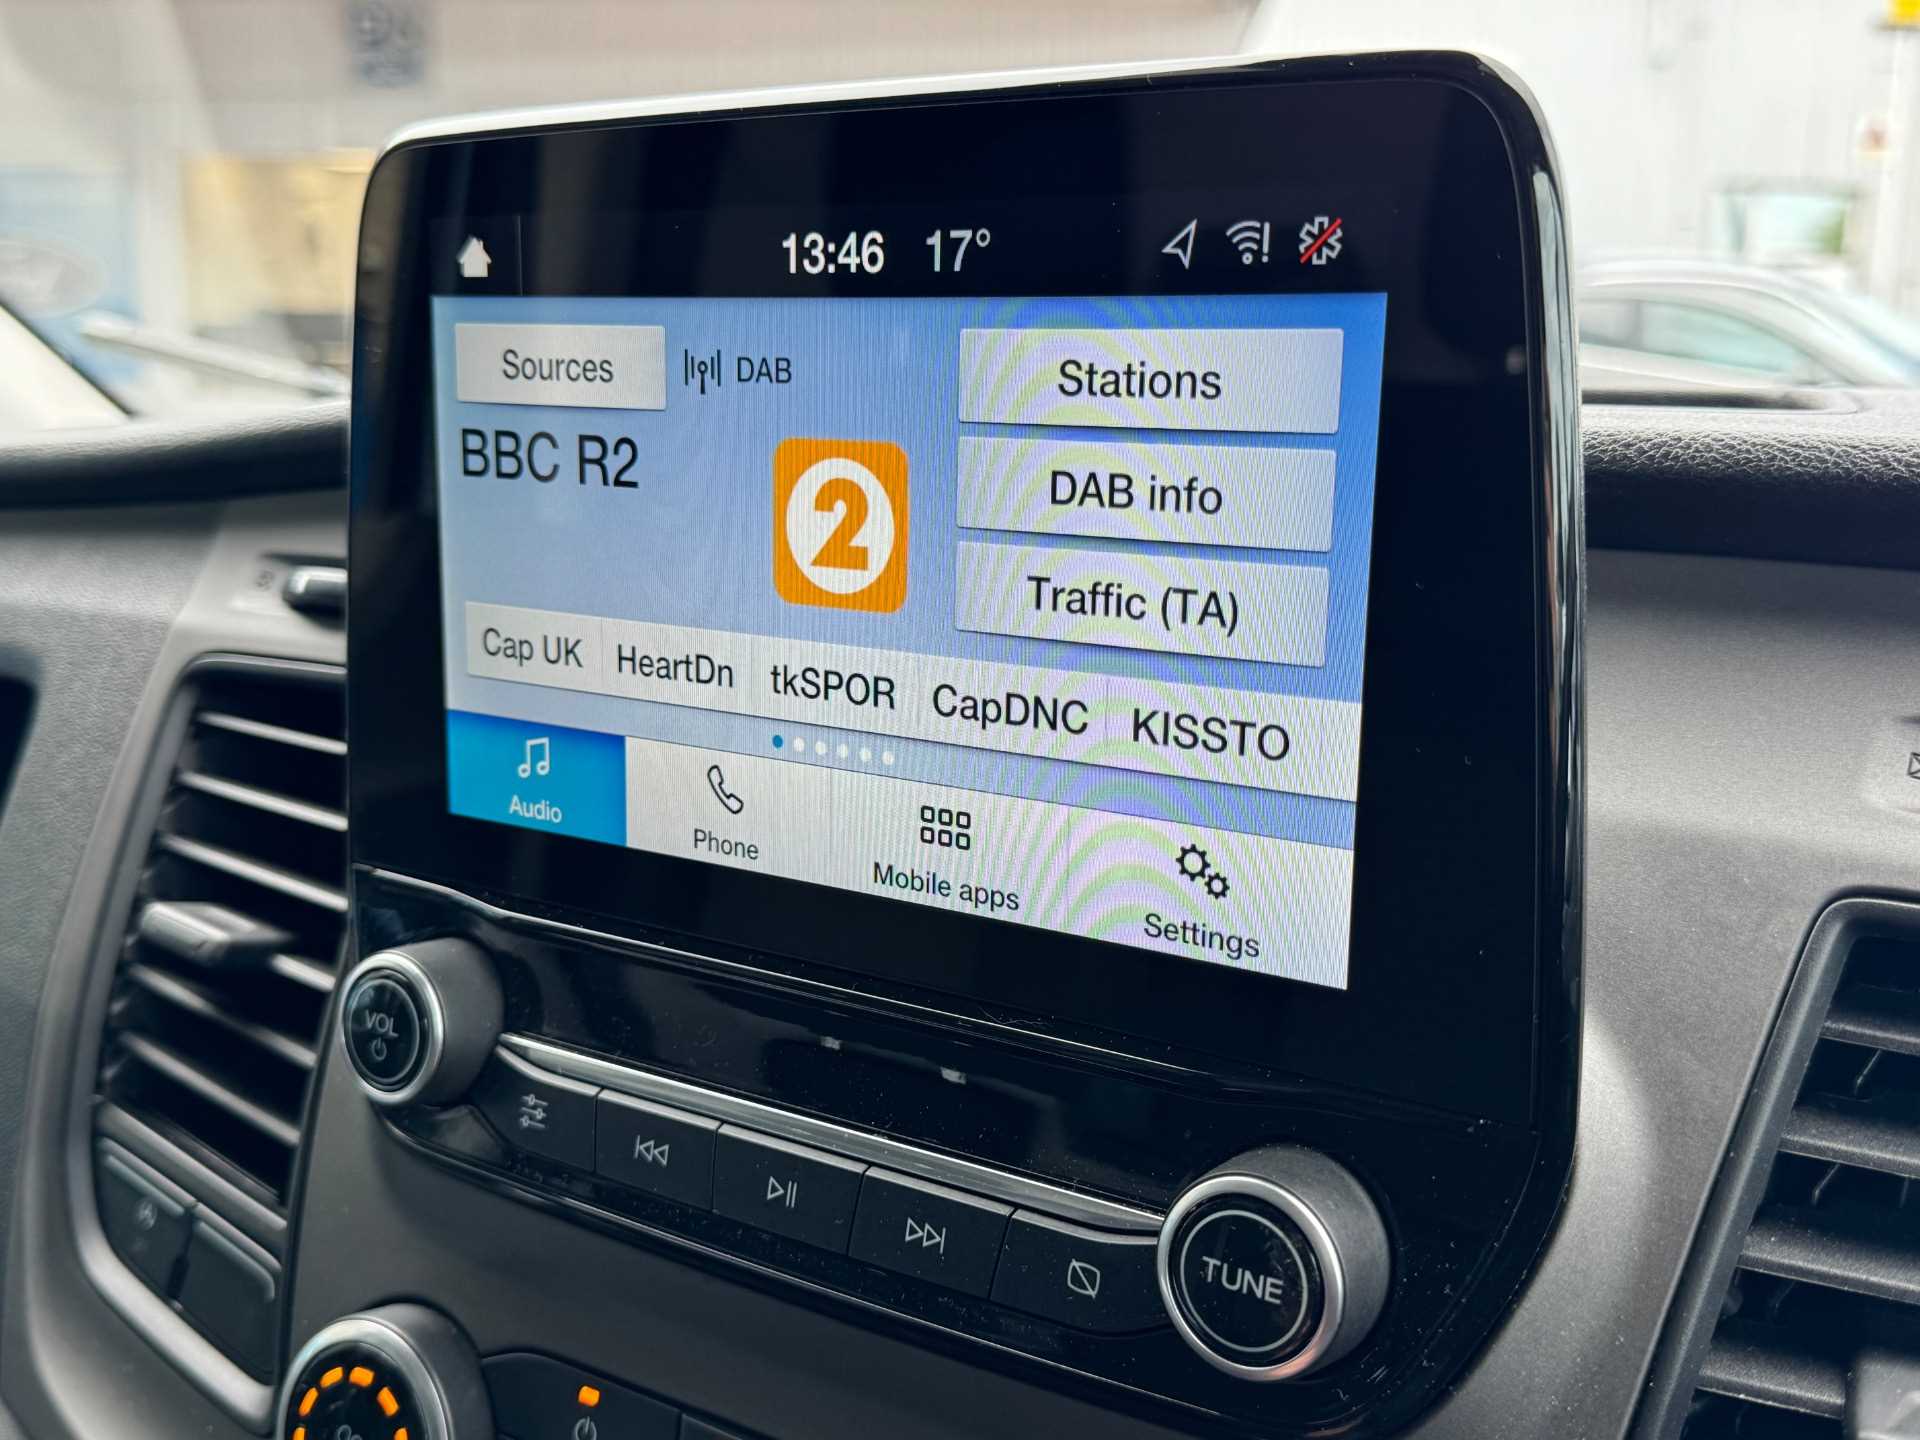 13:46 17°
Sources DAB
BBC R2
2
Stations
DAB info
Traffic (TA)
Cap UK HeartDn tkSPOR CapDNC KISSTO
Audio Phone Mobile apps Settings
VOL
TUNE